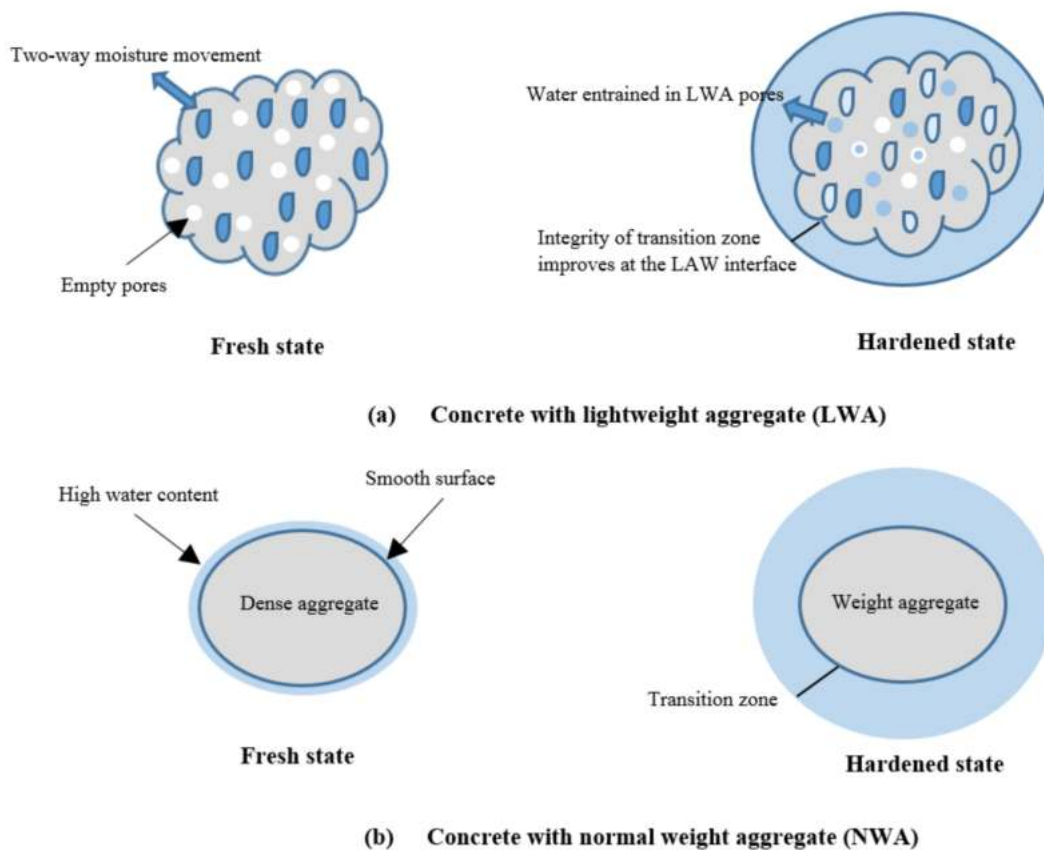 Two-way moisture movement
Water entrained in LWA pores
Empty pores
Integrity of transition zone
improves at the LAW interface
Fresh state
Hardened state
(a) Concrete with lightweight aggregate (LWA)
High water content
Smooth surface
Dense aggregate
Weight aggregate
Transition zone
Fresh state
Hardened state
(b) Concrete with normal weight aggregate (NWA)